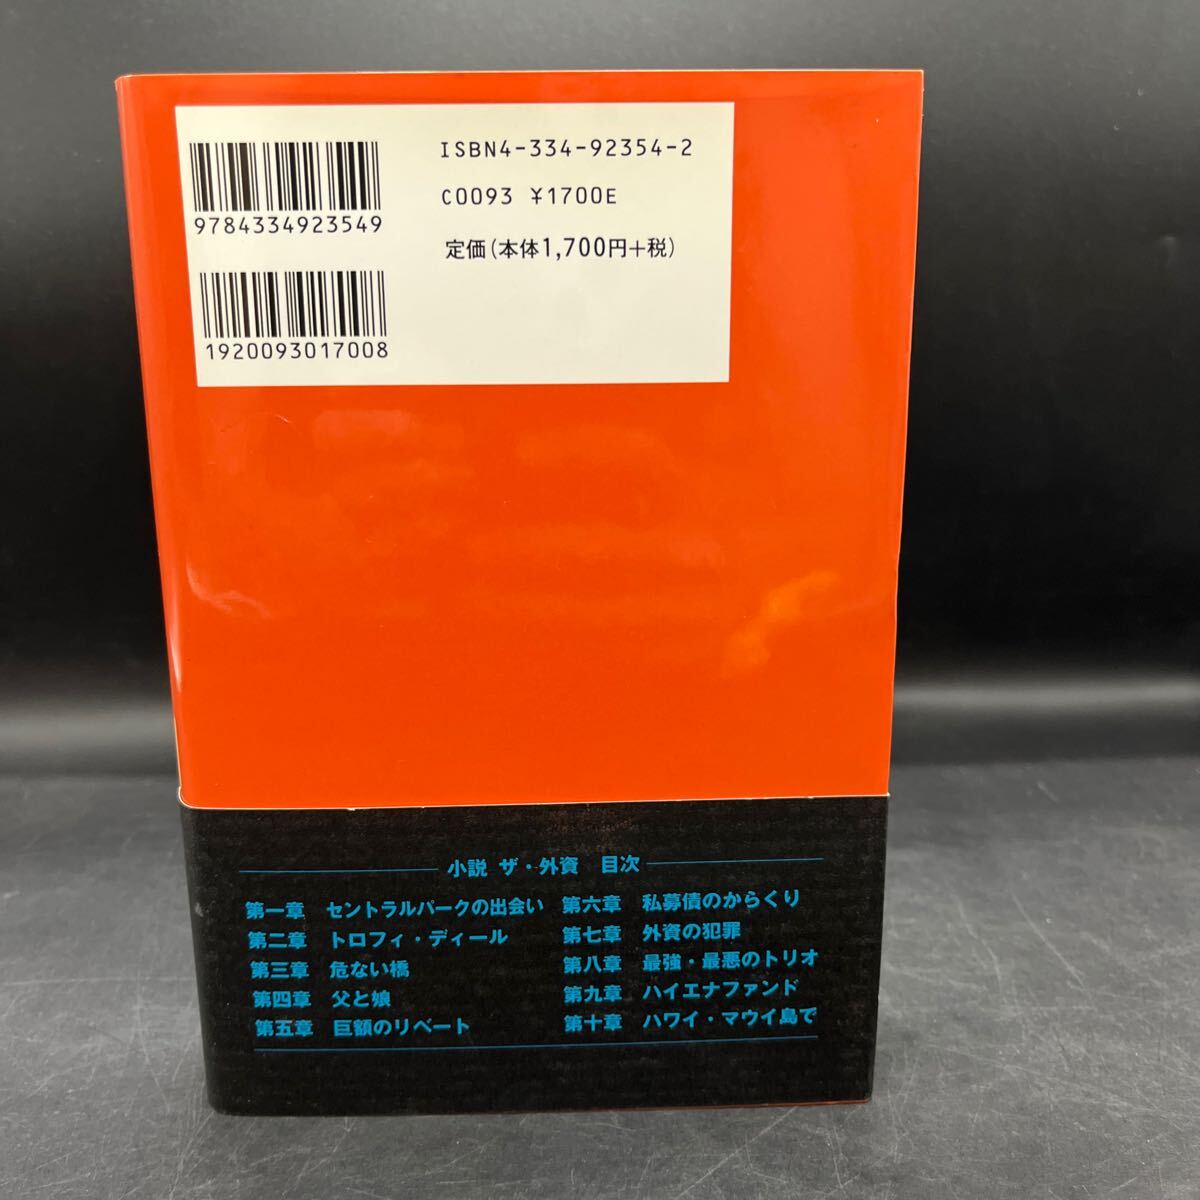 ISBN4-334-92354-2
C0093 ¥1700E
定価(本体1,700円+税)
9784334923549
1920093017008
小説 ザ・外資 目次
第一章 セントラルパークの出会い
第二章 トロフィ・ディール
第三章 危ない橋
第四章 父と娘
第五章 巨額のリベート
第六章 私募債のからくり
第七章 外資の犯罪
第八章 最強・最悪のトリオ
第九章 ハイエナファンド
第十章 ハワイ・マウイ島で